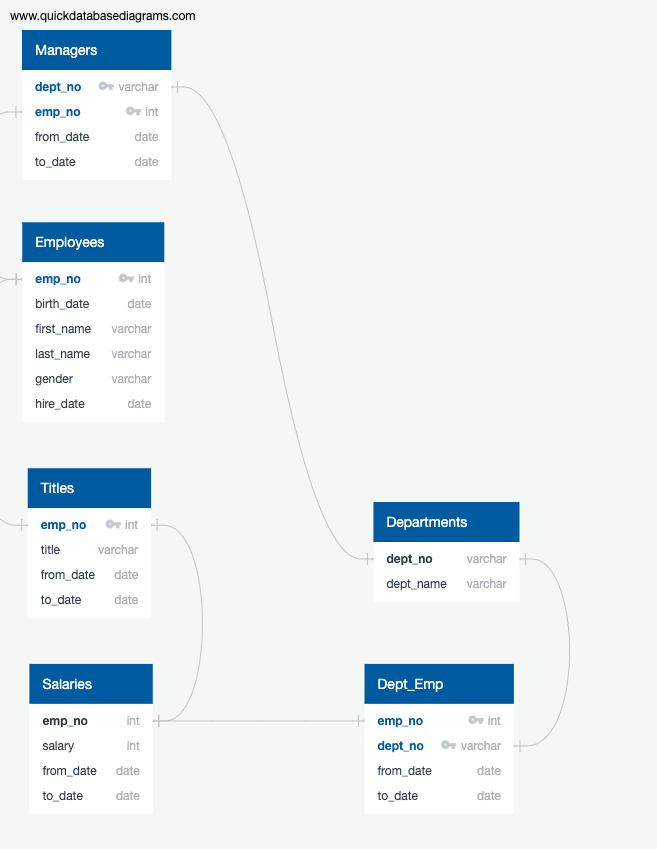 www.quickdatabasediagrams.com
Managers
dept_no varchar
emp_no int
from_date date
to_date date
Employees
emp_no int
birth_date date
first_name varchar
last_name varchar
gender varchar
hire_date date
Titles
emp_no int
title varchar
from_date date
to_date date
Departments
dept_no varchar
dept_name varchar
Salaries
emp_no int
salary int
from_date date
to_date date
Dept_Emp
emp_no int
dept_no varchar
from_date date
to_date date